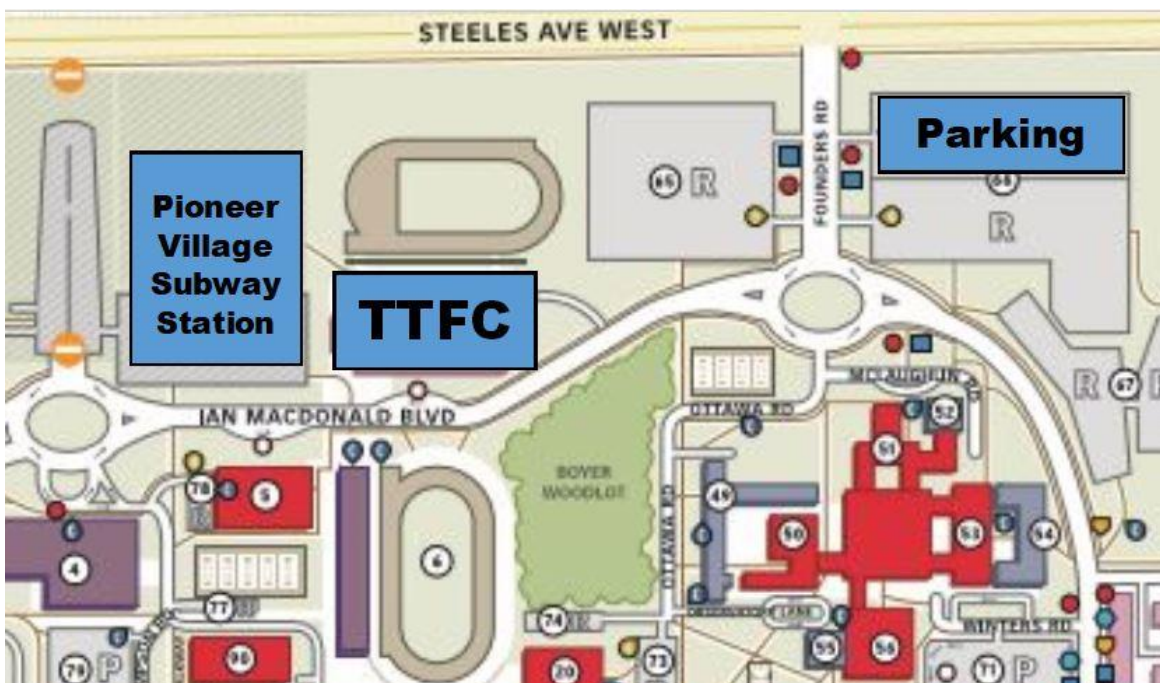 STEELES AVE WEST
FOUNDERS RD
Parking
65 R
68
R
Pioneer
Village
Subway
Station
TTFC
IAN MACDONALD BLVD
MCLAUGHLIN RD
R 67
OTTAWA RD
52
51
BOYER
WOODLOT
78
5
49
OTTAWA RD
50
53
54
4
6
77
74
WINTERS RD
79 P
90
20
73
55
56
71 P